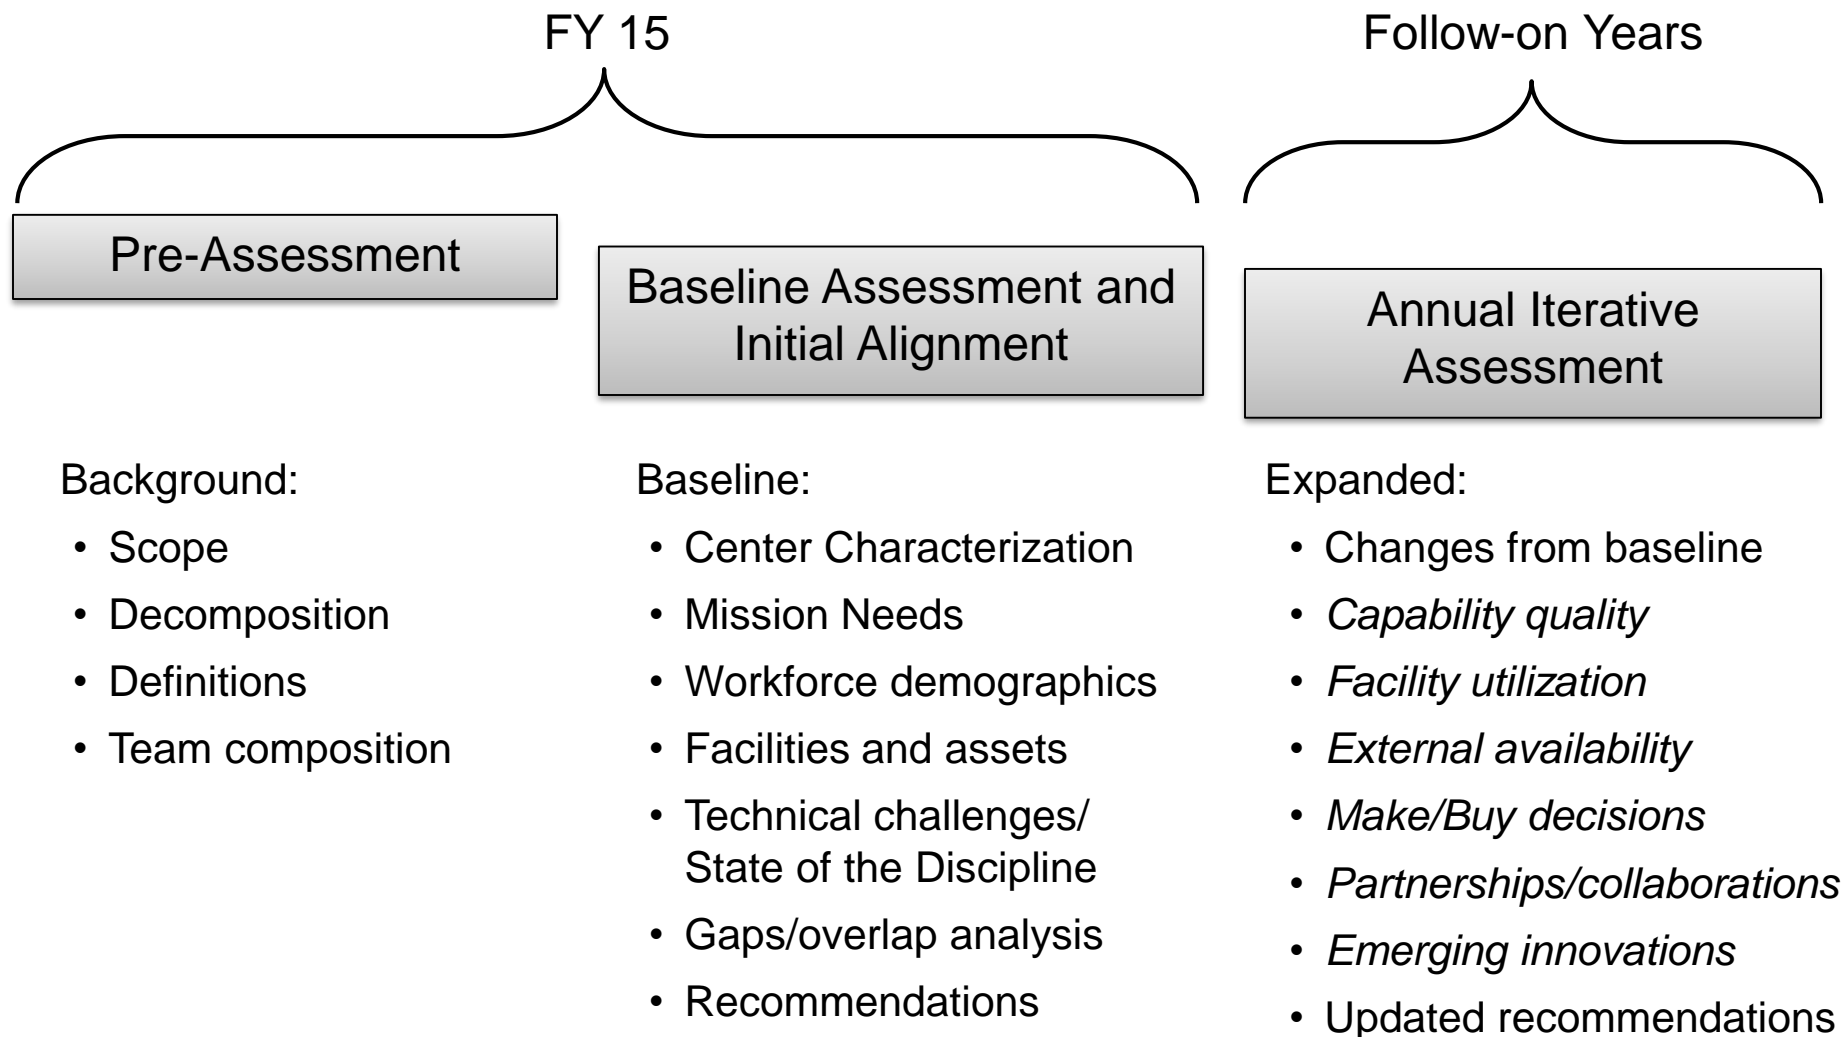 FY 15
Follow-on Years
Pre-Assessment
Baseline Assessment and
Initial Alignment
Annual Iterative
Assessment
Background:
• Scope
• Decomposition
• Definitions
• Team composition
Baseline:
• Center Characterization
• Mission Needs
• Workforce demographics
• Facilities and assets
• Technical challenges/
State of the Discipline
• Gaps/overlap analysis
• Recommendations
Expanded:
• Changes from baseline
• Capability quality
• Facility utilization
• External availability
• Make/Buy decisions
• Partnerships/collaborations
• Emerging innovations
• Updated recommendations